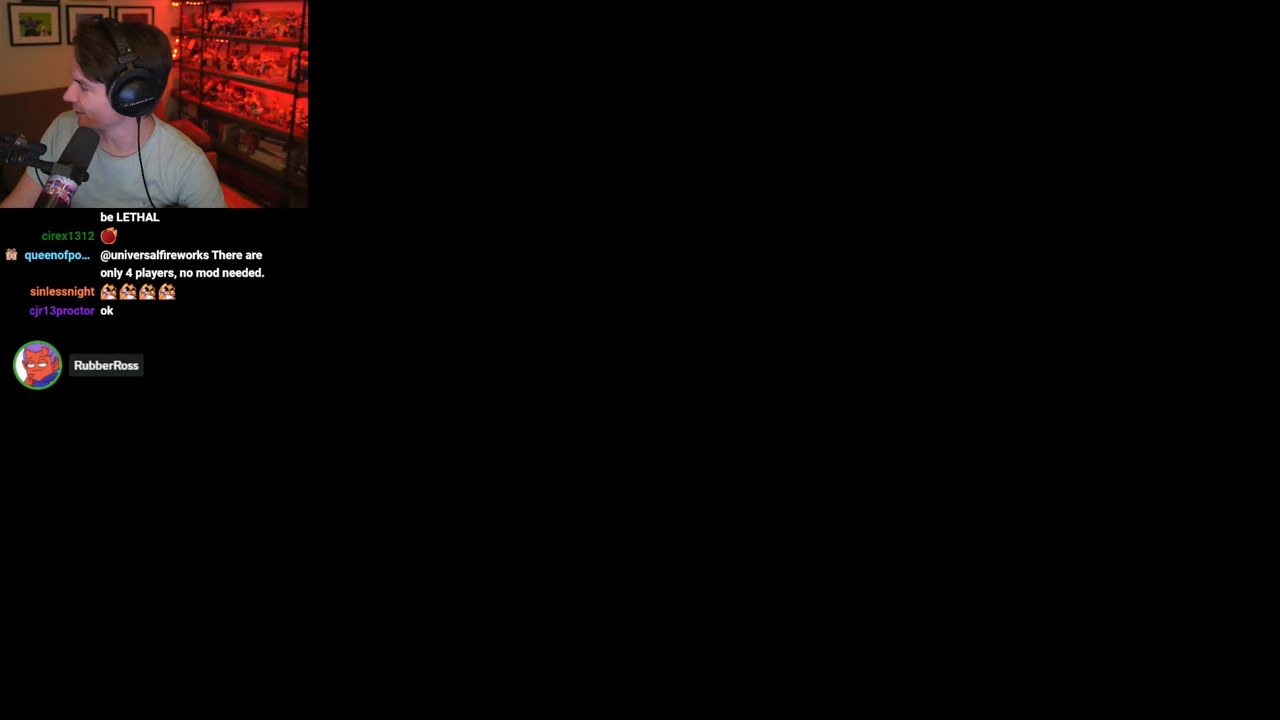 be LETHAL
cirex1312
queenofpo... @universalfireworks There are
only 4 players, no mod needed.
sinlessnight
cjr13proctor ok
RubberRoss